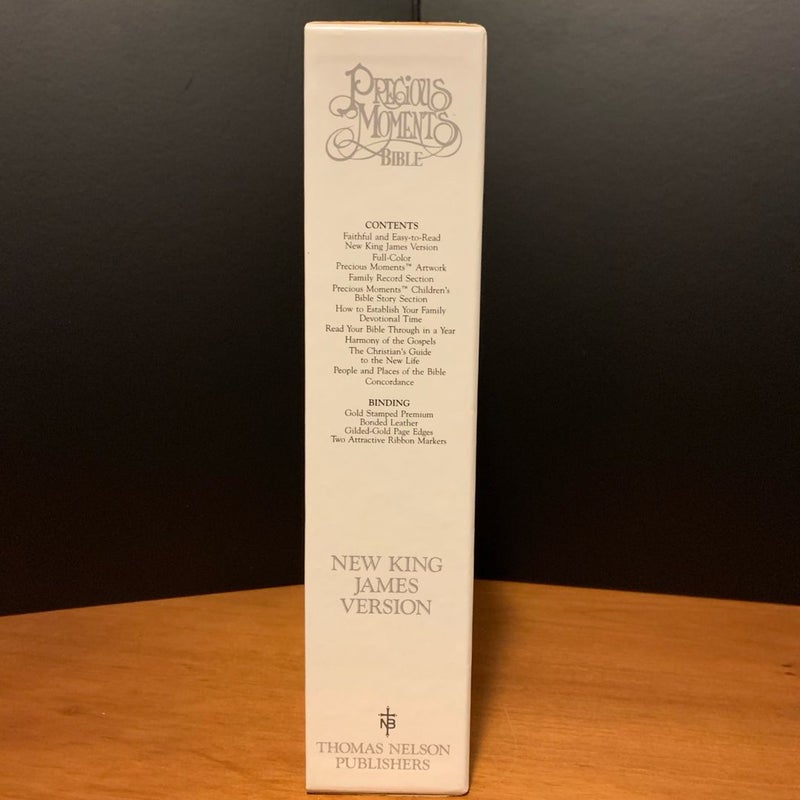 PRECIOUS
MOMENTS
BIBLE
CONTENTS
Faithful and Easy-to-Read
New King James Version
Full-Color
Precious Moments™ Artwork
Family Record Section
Precious Moments™ Children's
Bible Story Section
How to Establish Your Family
Devotional Time
Read Your Bible Through in a Year
Harmony of the Gospels
The Christian's Guide
to the New Life
People and Places of the Bible
Concordance
BINDING
Gold Stamped Premium
Bonded Leather
Gilded-Gold Page Edges
Two Attractive Ribbon Markers
NEW KING
JAMES
VERSION
NB
THOMAS NELSON
PUBLISHERS